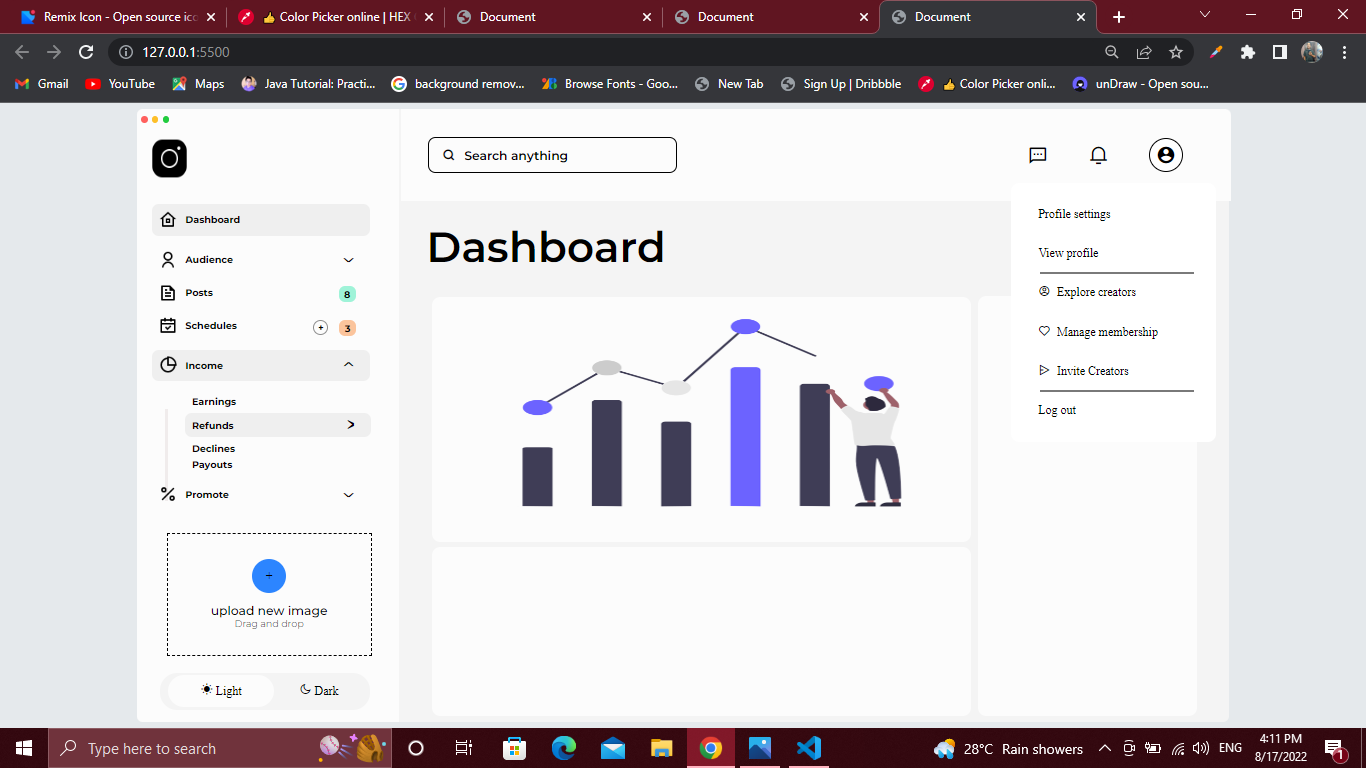 Remix Icon - Open source ico
👍 Color Picker online | HEX
Document
Document
Document
127.0.0.1:5500
Gmail
YouTube
Maps
Java Tutorial: Practi...
background remov...
Browse Fonts - Goo...
New Tab
Sign Up | Dribbble
👍 Color Picker onli...
unDraw - Open sou...
Search anything
Dashboard
Audience
Posts
8
Schedules
+
3
Income
Earnings
Refunds
>
Declines
Payouts
Promote
+
upload new image
Drag and drop
Light
Dark
Dashboard
Profile settings
View profile
Explore creators
Manage membership
Invite Creators
Log out
Type here to search
28°C Rain showers
ENG
4:11 PM
8/17/2022
1